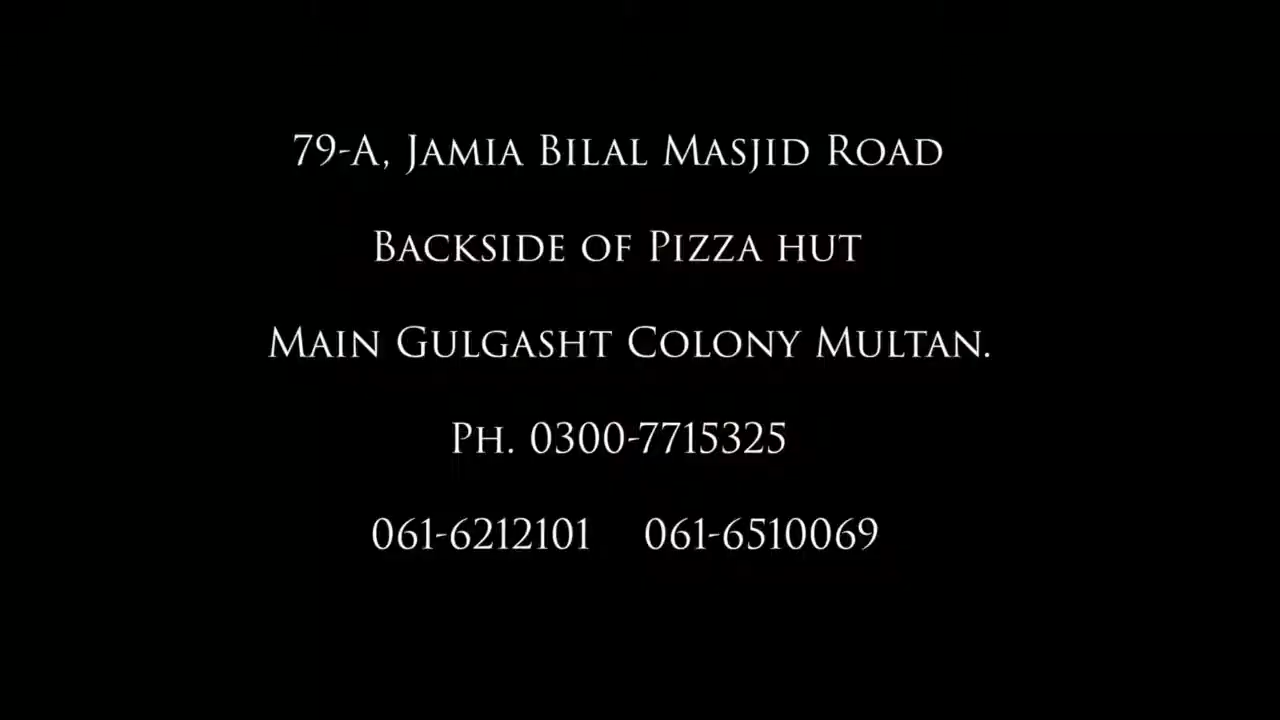 79-A, Jamia Bilal Masjid Road
Backside of Pizza hut
Main Gulgasht Colony Multan.
Ph. 0300-7715325
061-6212101 061-6510069